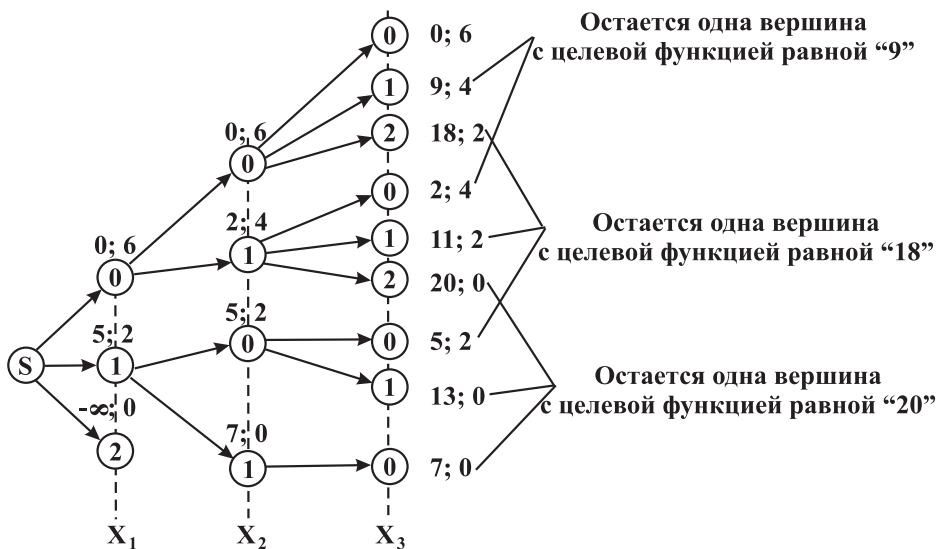 0 0; 6
Остается одна вершина
с целевой функцией равной “9”
1 9; 4
0; 6
2 18; 2
0
0 2; 4
2; 4
Остается одна вершина
с целевой функцией равной “18”
1 11; 2
0; 6
1
0
2 20; 0
5; 2
5; 2
0
0 5; 2
S
1
Остается одна вершина
с целевой функцией равной “20”
1 13; 0
-∞; 0
2
7; 0
1
0 7; 0
X1 X2 X3